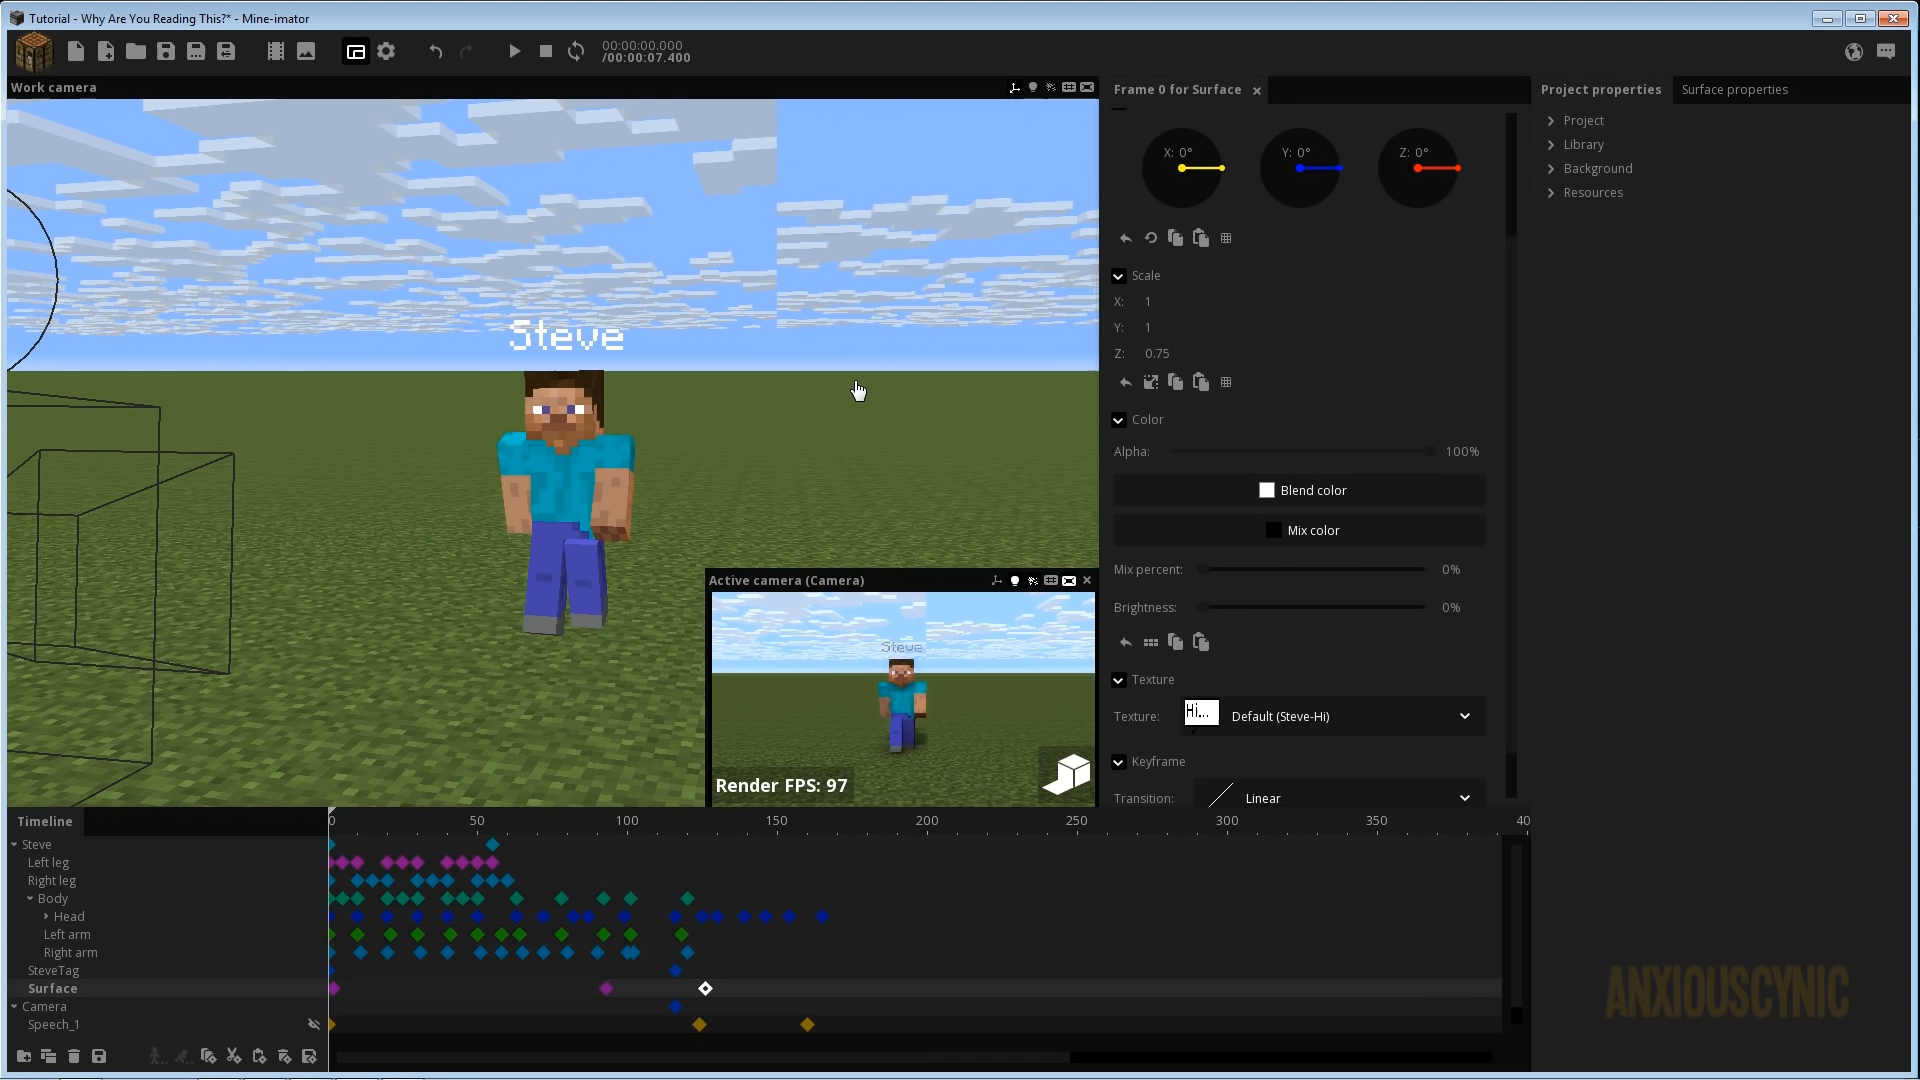 Tutorial - Why Are You Reading This?* - Mine-imator
00:00:00.000
/00:00:07.400
Work camera
Steve
Active camera (Camera)
Steve
Render FPS: 97
Frame 0 for Surface
X: 0°
Y: 0°
Z: 0°
Scale
X: 1
Y: 1
Z: 0.75
Color
Alpha: 100%
Blend color
Mix color
Mix percent: 0%
Brightness: 0%
Texture
Texture: Hi... Default (Steve-Hi)
Keyframe
Transition: Linear
Project properties
Surface properties
Project
Library
Background
Resources
Timeline
0 50 100 150 200 250 300 350 40
Steve
Left leg
Right leg
Body
Head
Left arm
Right arm
SteveTag
Surface
Camera
Speech_1
ANXIOUSCYNIC